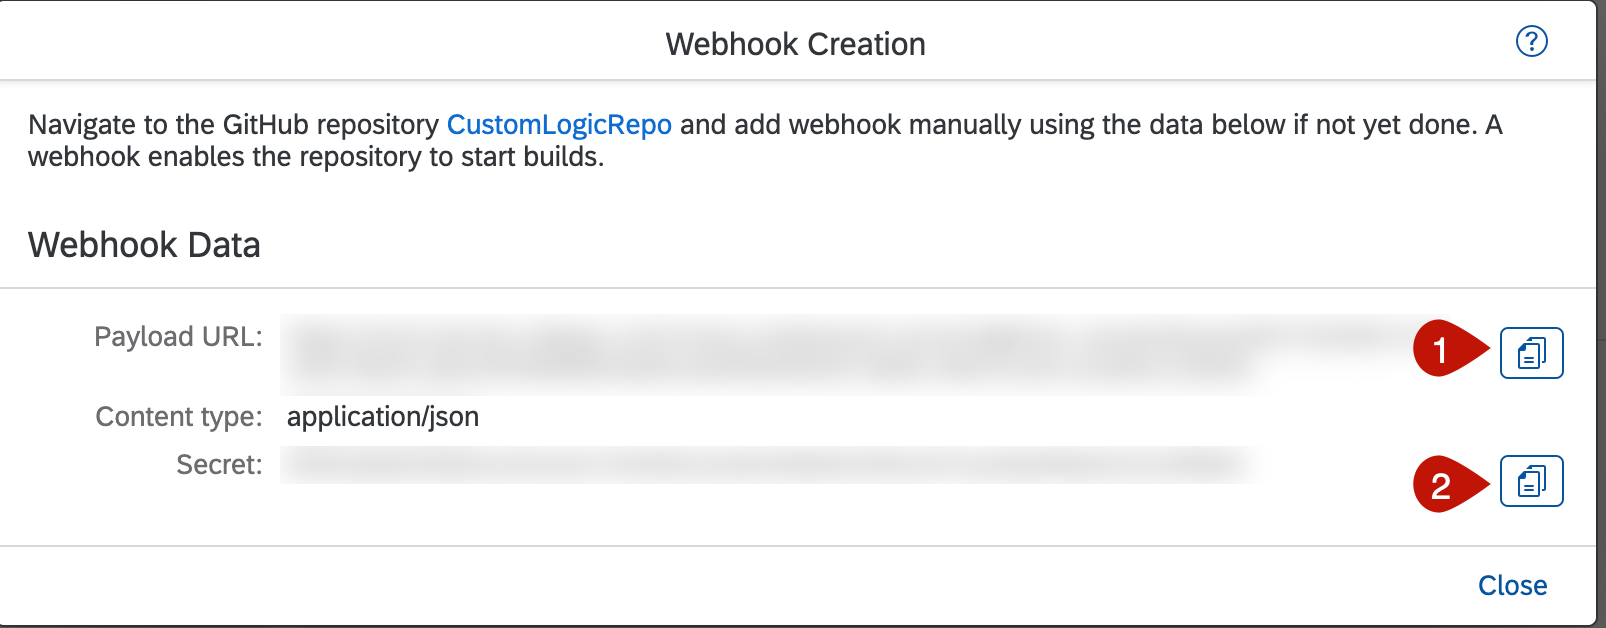 Webhook Creation
?
Navigate to the GitHub repository CustomLogicRepo and add webhook manually using the data below if not yet done. A
webhook enables the repository to start builds.
Webhook Data
Payload URL:
1
Content type: application/json
Secret:
2
Close